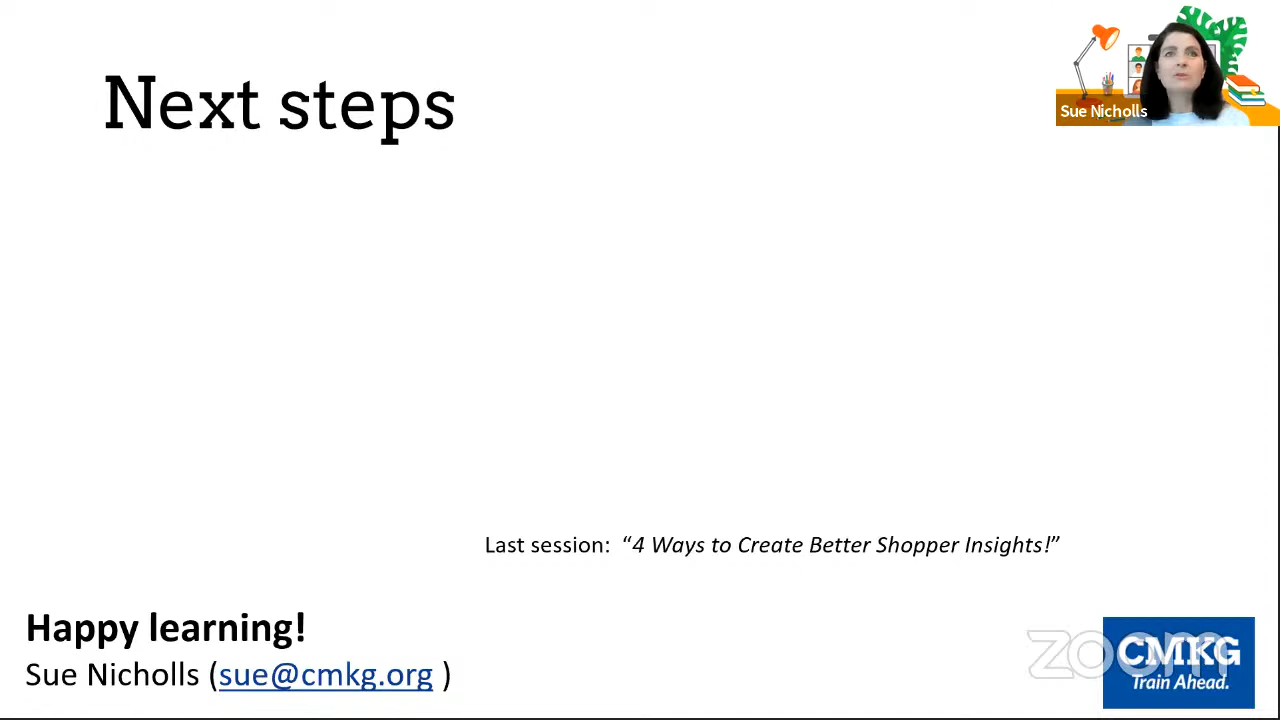 Next steps
Sue Nicholls
Last session: “4 Ways to Create Better Shopper Insights!”
Happy learning!
Sue Nicholls (sue@cmkg.org )
zoom
CMKG
Train Ahead.